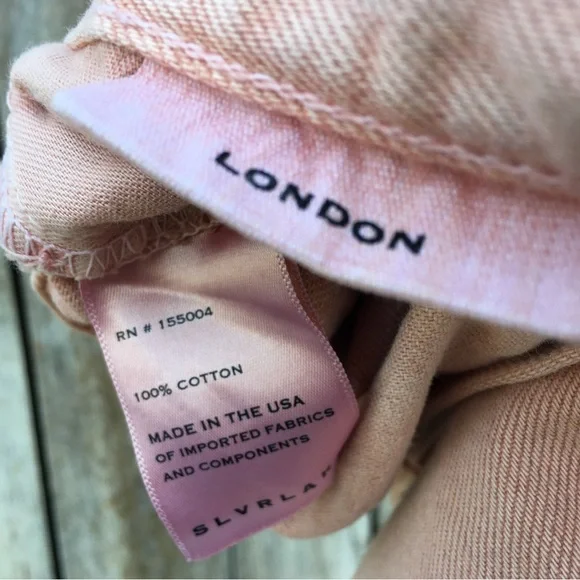 LONDON
RN # 155004
100% COTTON
MADE IN THE USA
OF IMPORTED FABRICS
AND COMPONENTS